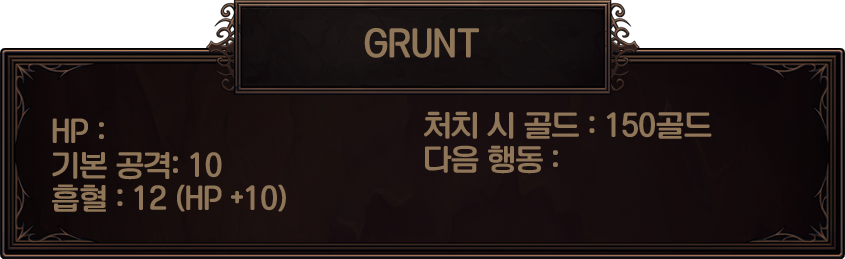 GRUNT
HP :
기본 공격: 10
흡혈 : 12 (HP +10)
처치 시 골드 : 150골드
다음 행동 :